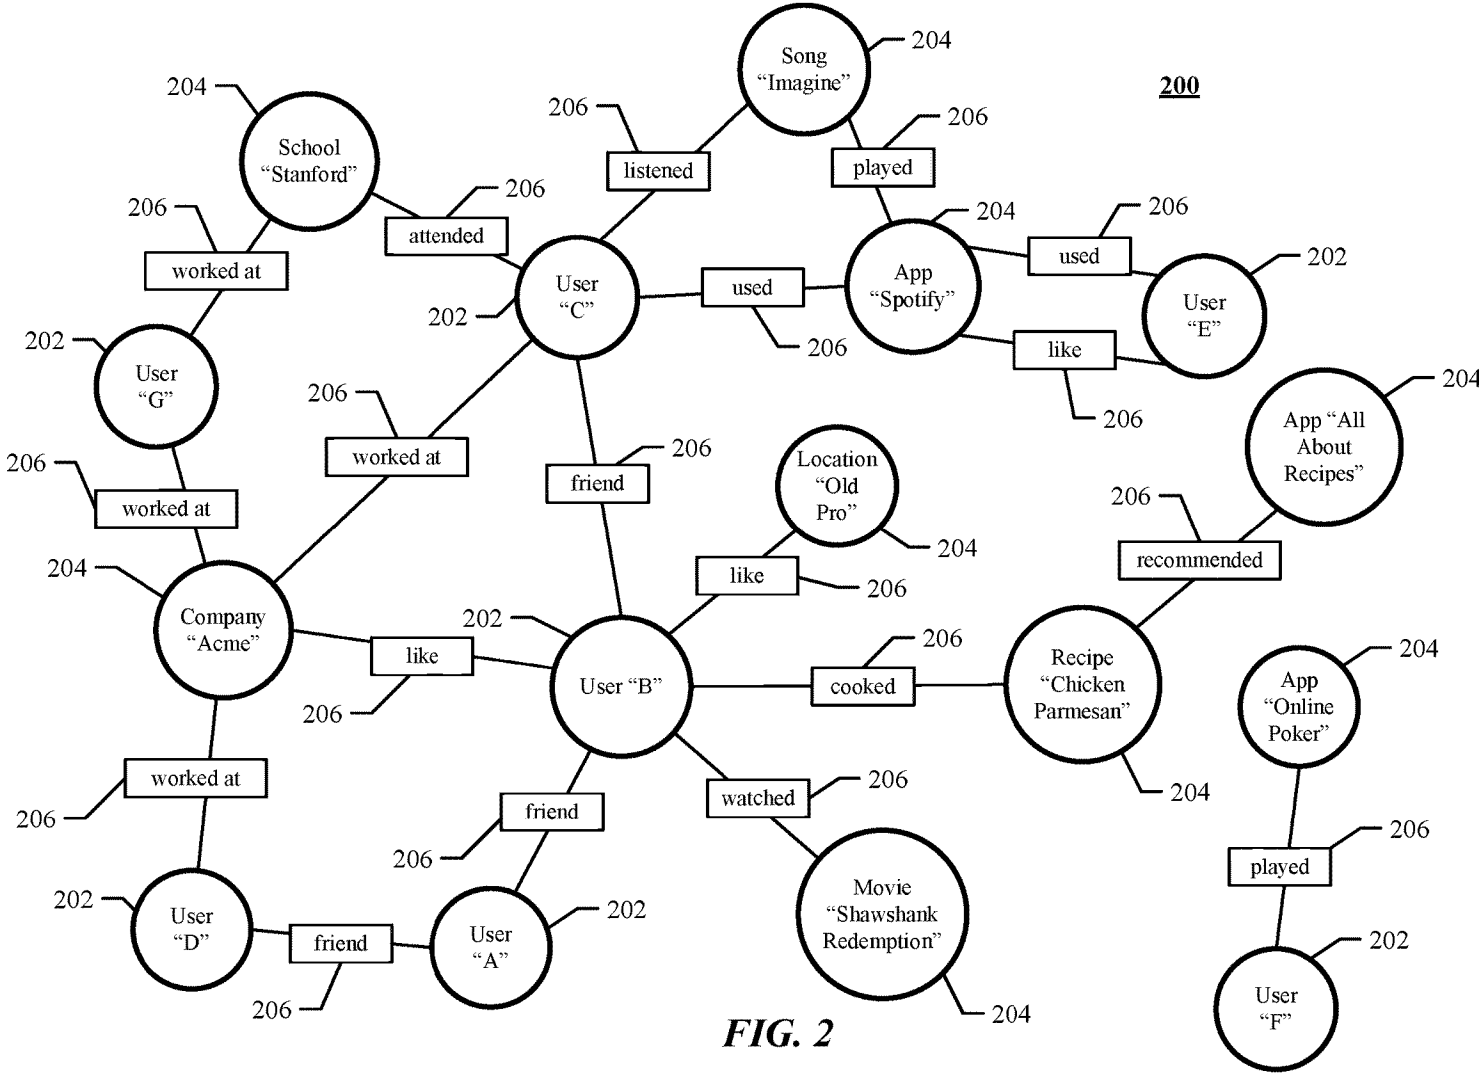 Song
“Imagine”
204
200
204
School
“Stanford”
206
listened
206
played
206
attended
206
worked at
204
206
used
202
User
“C”
202
206
used
App
“Spotify”
User
“E”
206
like
206
202
User
“G”
206
worked at
204
App “All
About
Recipes”
206
worked at
206
friend
Location
“Old
Pro”
204
206
recommended
like
206
204
Company
“Acme”
202
User “B”
like
206
206
cooked
Recipe
“Chicken
Parmesan”
204
204
App
“Online
Poker”
worked at
206
friend
206
watched
206
206
played
Movie
“Shawshank
Redemption”
204
202
User
“D”
friend
206
202
User
“A”
202
User
“F”
FIG. 2